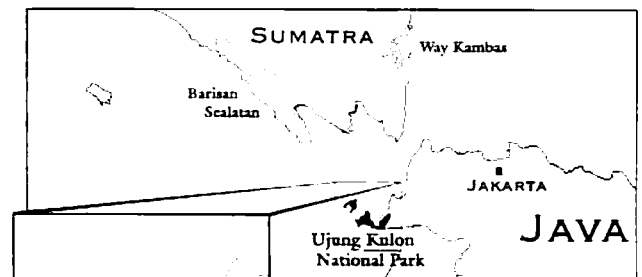 SUMATRA
Way Kambas
Barisan
Sealatan
JAKARTA
JAVA
Ujung Kulon
National Park